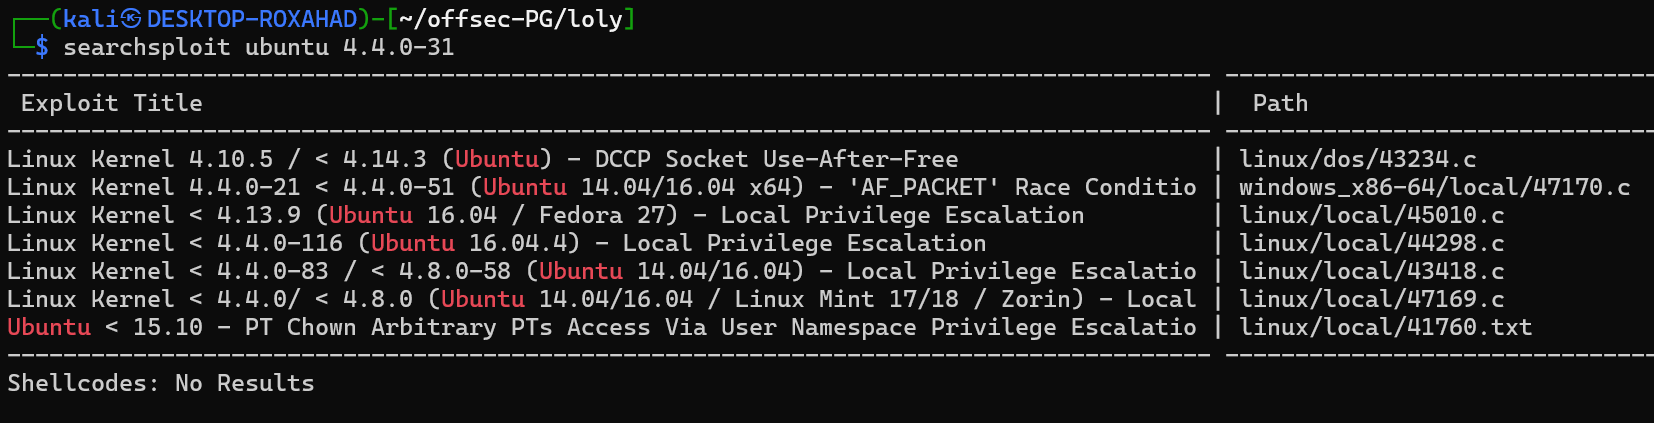 ┌──(kali㉿DESKTOP-ROXAHAD)-[~/offsec-PG/loly]
└─$ searchsploit ubuntu 4.4.0-31
--------------------------------------------------------------------------------------- -------------------------------
Exploit Title | Path
--------------------------------------------------------------------------------------- -------------------------------
Linux Kernel 4.10.5 / < 4.14.3 (Ubuntu) - DCCP Socket Use-After-Free | linux/dos/43234.c
Linux Kernel 4.4.0-21 < 4.4.0-51 (Ubuntu 14.04/16.04 x64) - 'AF_PACKET' Race Conditio | windows_x86-64/local/47170.c
Linux Kernel < 4.13.9 (Ubuntu 16.04 / Fedora 27) - Local Privilege Escalation | linux/local/45010.c
Linux Kernel < 4.4.0-116 (Ubuntu 16.04.4) - Local Privilege Escalation | linux/local/44298.c
Linux Kernel < 4.4.0-83 / < 4.8.0-58 (Ubuntu 14.04/16.04) - Local Privilege Escalatio | linux/local/43418.c
Linux Kernel < 4.4.0/ < 4.8.0 (Ubuntu 14.04/16.04 / Linux Mint 17/18 / Zorin) - Local | linux/local/47169.c
Ubuntu < 15.10 - PT Chown Arbitrary PTs Access Via User Namespace Privilege Escalatio | linux/local/41760.txt
--------------------------------------------------------------------------------------- -------------------------------
Shellcodes: No Results